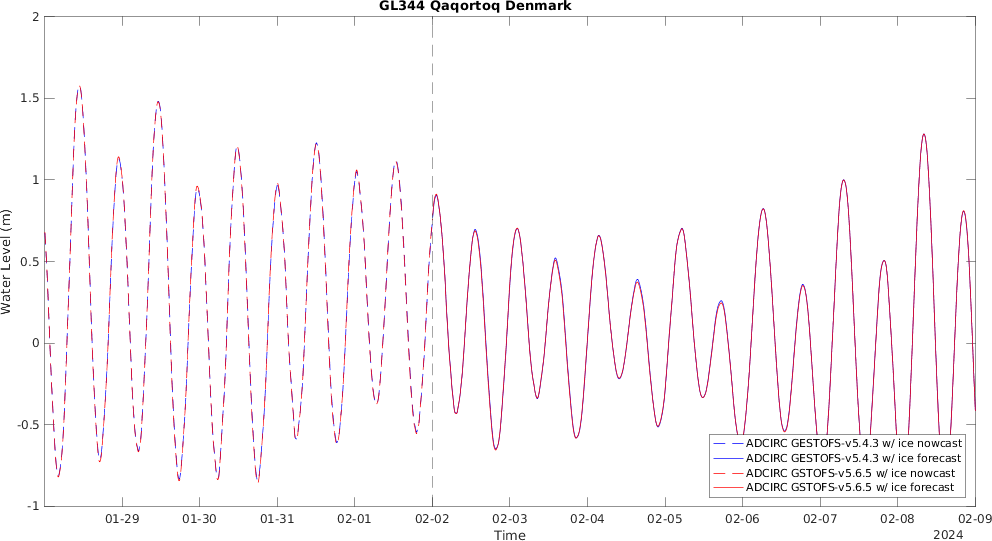 GL344 Qaqortoq Denmark
2
1.5
1
0.5
0
-0.5
-1
Water Level (m)
01-29 01-30 01-31 02-01 02-02 02-03 02-04 02-05 02-06 02-07 02-08 02-09
Time
2024
ADCIRC GESTOFS-v5.4.3 w/ ice nowcast
ADCIRC GESTOFS-v5.4.3 w/ ice forecast
ADCIRC GSTOFS-v5.6.5 w/ ice nowcast
ADCIRC GSTOFS-v5.6.5 w/ ice forecast